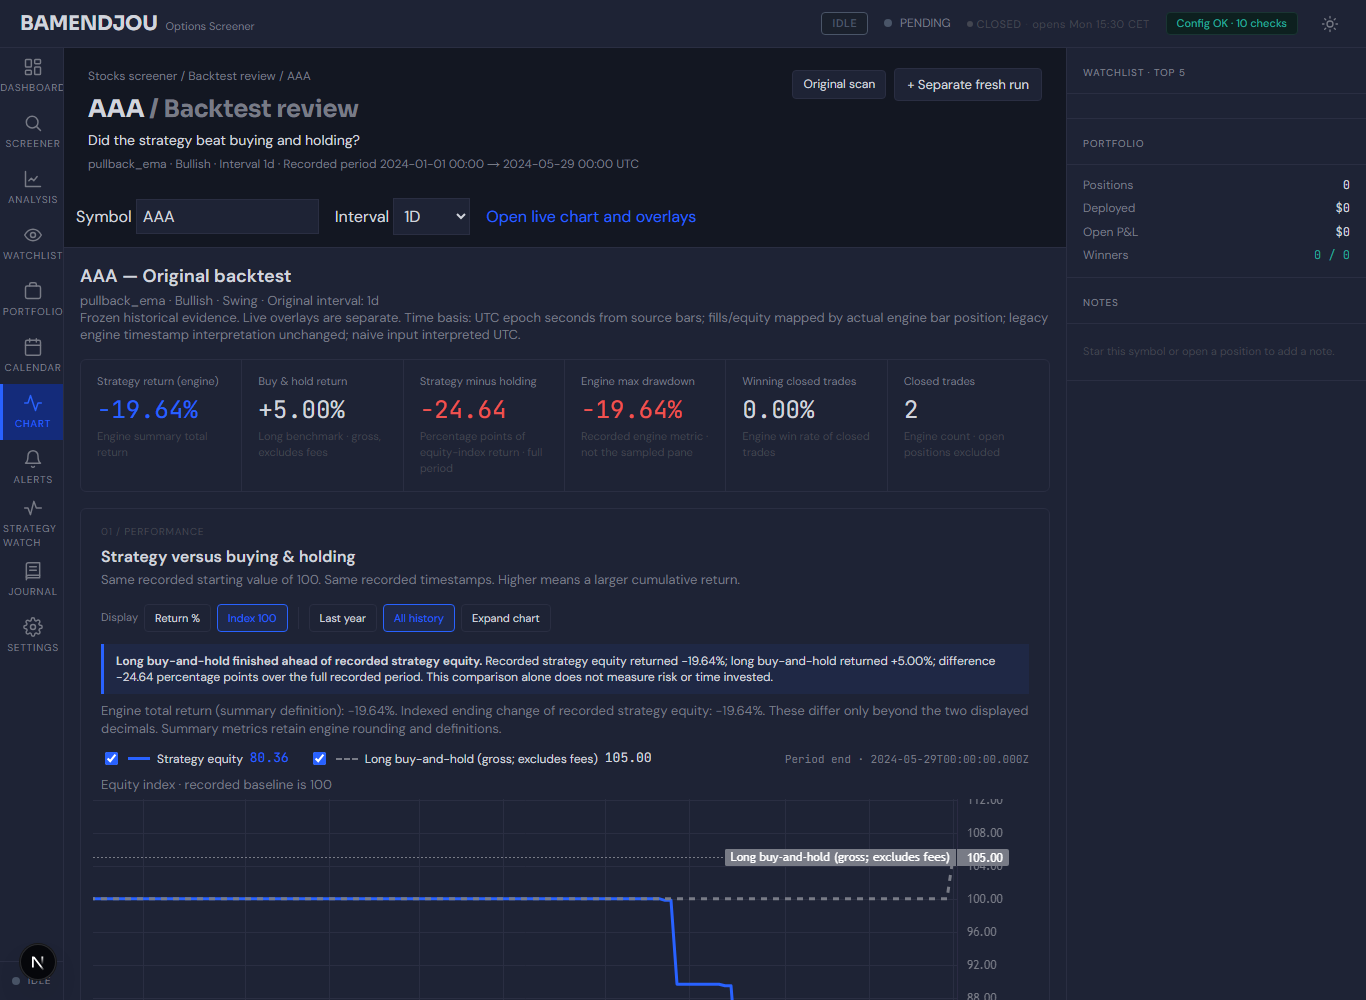 BAMENDJOU Options Screener
IDLE
PENDING
CLOSED opens Mon 15:30 CET
Config OK · 10 checks
DASHBOARD
SCREENER
ANALYSIS
WATCHLIST
PORTFOLIO
CALENDAR
CHART
ALERTS
STRATEGY
WATCH
JOURNAL
SETTINGS
N
IDLE
Stocks screener / Backtest review / AAA
AAA / Backtest review
Did the strategy beat buying and holding?
pullback_ema · Bullish · Interval 1d · Recorded period 2024-01-01 00:00 → 2024-05-29 00:00 UTC
Original scan
+ Separate fresh run
Symbol AAA Interval 1D Open live chart and overlays
AAA — Original backtest
pullback_ema · Bullish · Swing · Original interval: 1d
Frozen historical evidence. Live overlays are separate. Time basis: UTC epoch seconds from source bars; fills/equity mapped by actual engine bar position; legacy
engine timestamp interpretation unchanged; naive input interpreted UTC.
Strategy return (engine)
-19.64%
Engine summary total
return
Buy & hold return
+5.00%
Long benchmark · gross,
excludes fees
Strategy minus holding
-24.64
Percentage points of
equity-index return · full
period
Engine max drawdown
-19.64%
Recorded engine metric ·
not the sampled pane
Winning closed trades
0.00%
Engine win rate of closed
trades
Closed trades
2
Engine count · open
positions excluded
01 / PERFORMANCE
Strategy versus buying & holding
Same recorded starting value of 100. Same recorded timestamps. Higher means a larger cumulative return.
Display Return % Index 100 Last year All history Expand chart
Long buy-and-hold finished ahead of recorded strategy equity. Recorded strategy equity returned -19.64%; long buy-and-hold returned +5.00%; difference
-24.64 percentage points over the full recorded period. This comparison alone does not measure risk or time invested.
Engine total return (summary definition): -19.64%. Indexed ending change of recorded strategy equity: -19.64%. These differ only beyond the two displayed
decimals. Summary metrics retain engine rounding and definitions.
Strategy equity 80.36 Long buy-and-hold (gross; excludes fees) 105.00 Period end · 2024-05-29T00:00:00.000Z
Equity index · recorded baseline is 100
112.00
108.00
Long buy-and-hold (gross; excludes fees) 105.00
104.00
100.00
96.00
92.00
88.00
WATCHLIST · TOP 5
PORTFOLIO
Positions 0
Deployed $0
Open P&L $0
Winners 0 / 0
NOTES
Star this symbol or open a position to add a note.